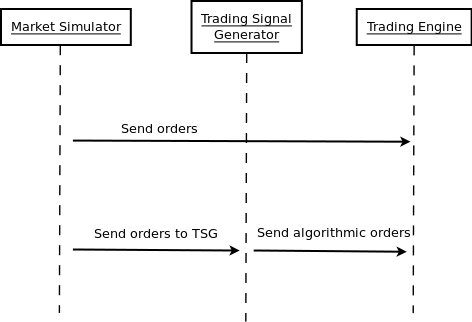 Market Simulator
Trading Signal
Generator
Trading Engine
Send orders
Send orders to TSG
Send algorithmic orders